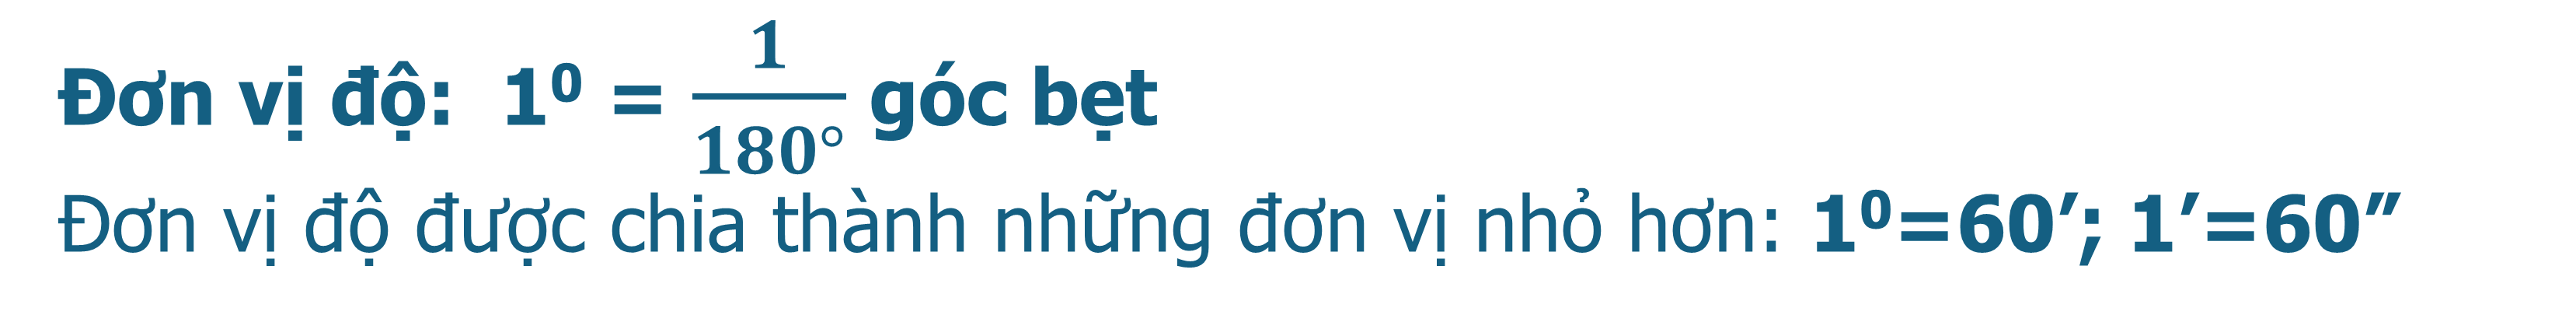 Đơn vị độ: 1⁰ = 1/180° góc bẹt
Đơn vị độ được chia thành những đơn vị nhỏ hơn: 1⁰=60′; 1′=60″